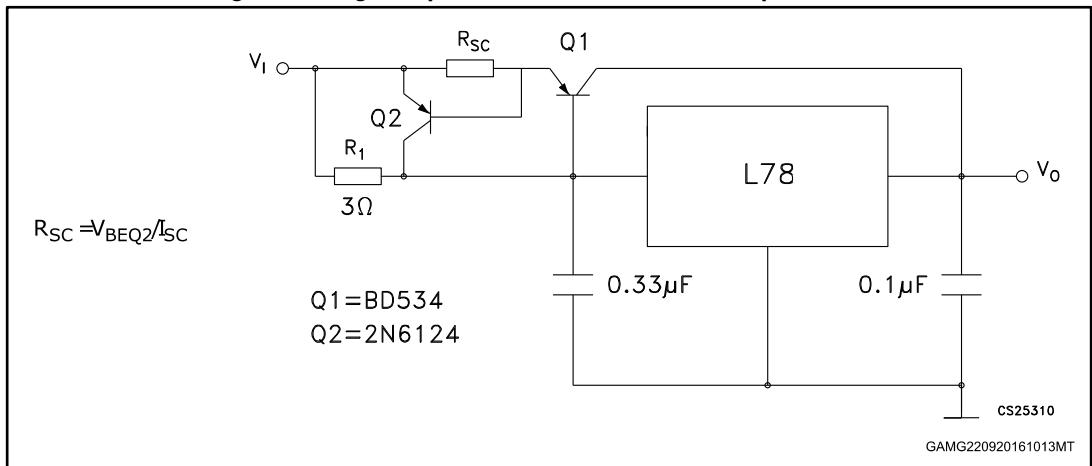 R_SC
Q1
V_I
Q2
R_1
L78
V_O
3Ω
R_SC =V_BEQ2/I_SC
0.33µF
0.1µF
Q1=BD534
Q2=2N6124
CS25310
GAMG220920161013MT